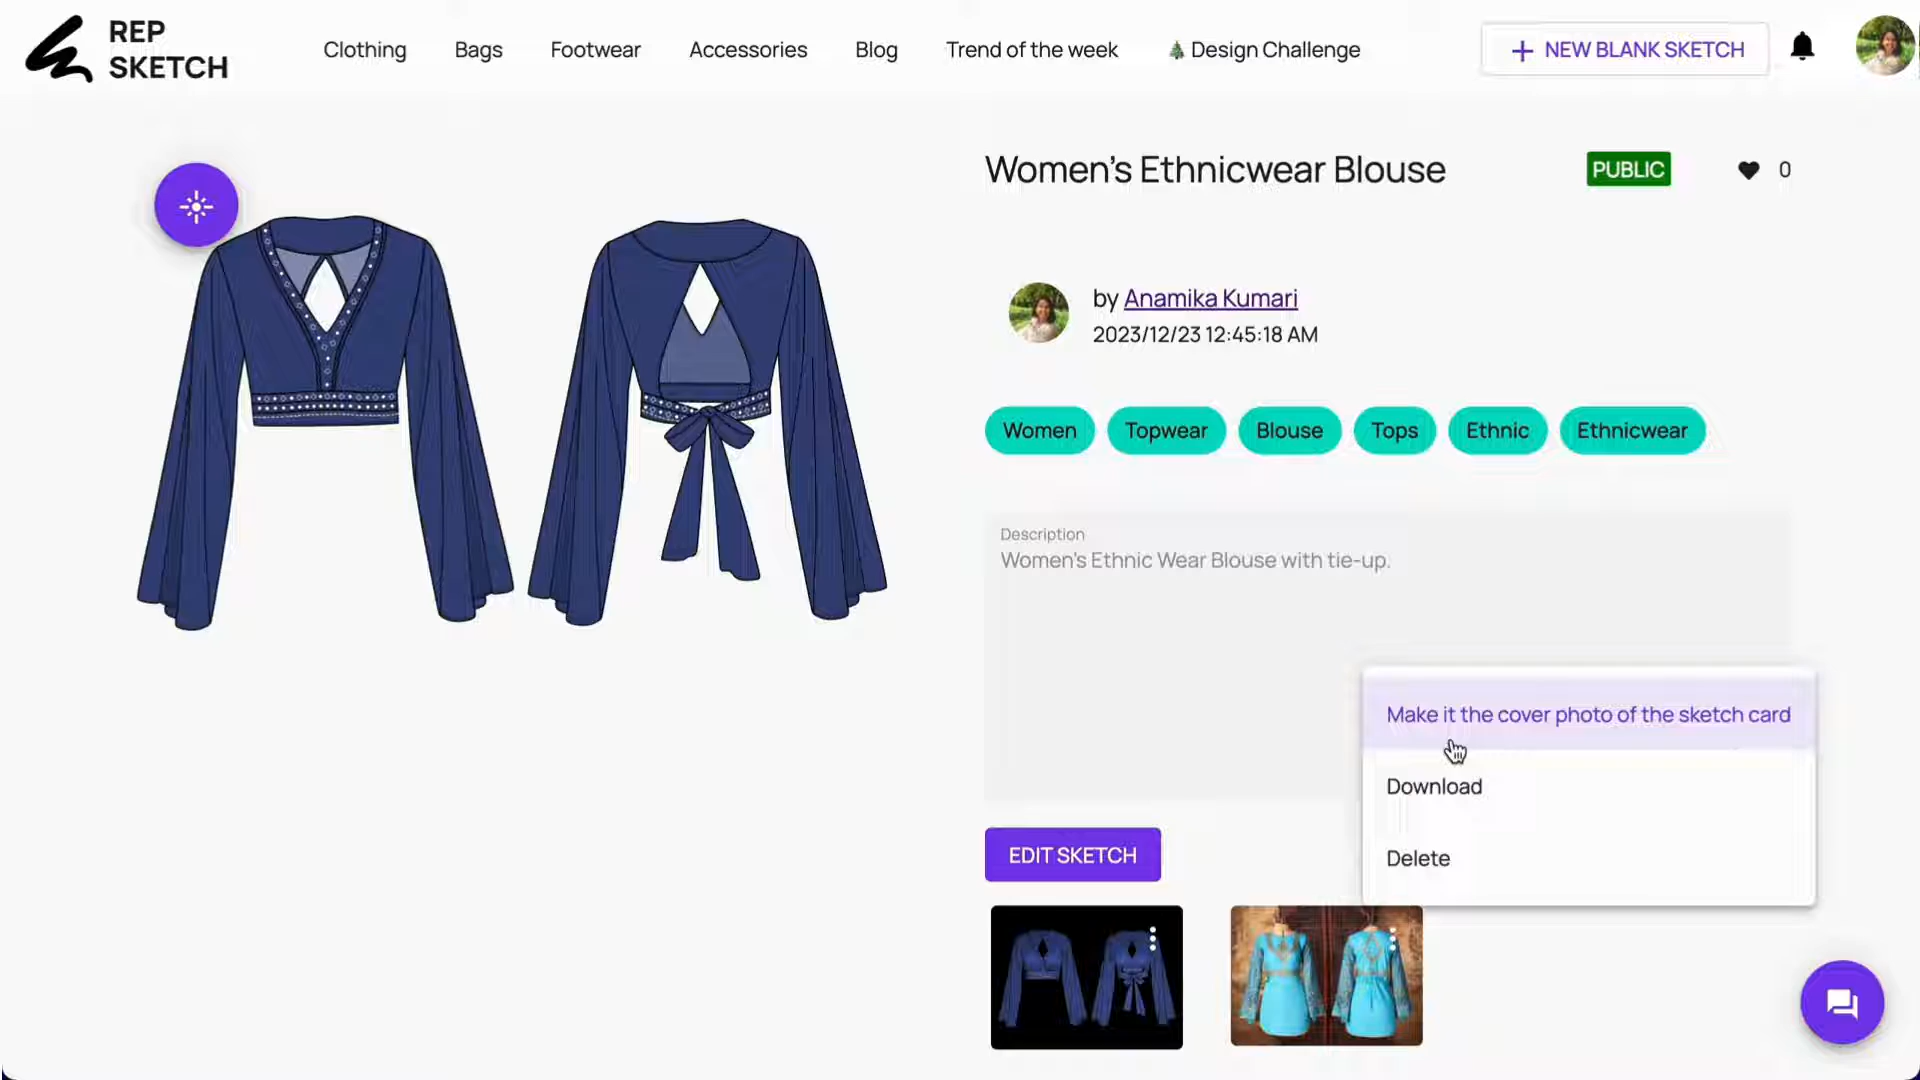 REP
SKETCH
Clothing
Bags
Footwear
Accessories
Blog
Trend of the week
Design Challenge
NEW BLANK SKETCH
Women's Ethnicwear Blouse
PUBLIC
0
by Anamika Kumari
2023/12/23 12:45:18 AM
Women
Topwear
Blouse
Tops
Ethnic
Ethnicwear
Description
Women's Ethnic Wear Blouse with tie-up.
Make it the cover photo of the sketch card
Download
Delete
EDIT SKETCH